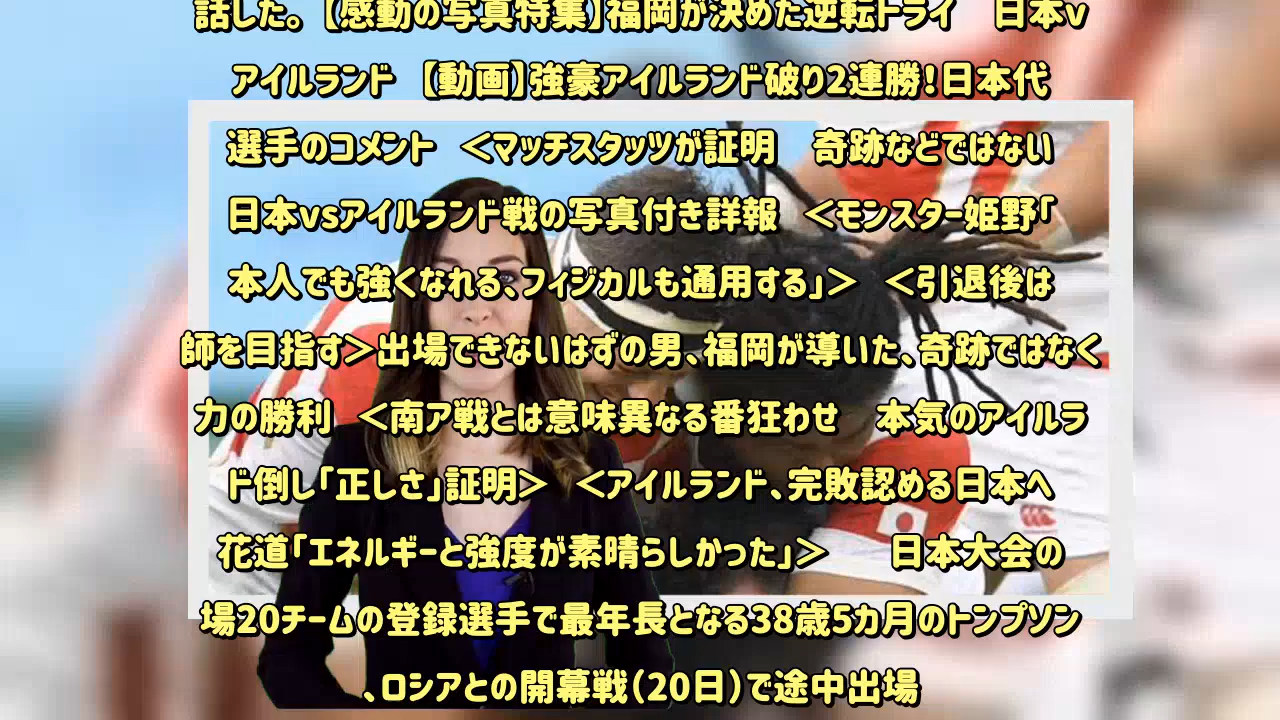 話した。【感動の写真特集】福岡が決めた逆転トライ 日本v
アイルランド 【動画】強豪アイルランド破り2連勝！日本代
選手のコメント ＜マッチスタッツが証明 奇跡などではない
日本vsアイルランド戦の写真付き詳報 ＜モンスター姫野「
本人でも強くなれる、フィジカルも通用する」＞ ＜引退後は
師を目指す＞出場できないはずの男、福岡が導いた、奇跡ではなく
力の勝利 ＜南ア戦とは意味異なる番狂わせ 本気のアイルラ
ド倒し「正しさ」証明＞ ＜アイルランド、完敗認める日本へ
花道「エネルギーと強度が素晴らしかった」＞ 日本大会の
場20チームの登録選手で最年長となる38歳5カ月のトンプソン
、ロシアとの開幕戦（20日）で途中出場